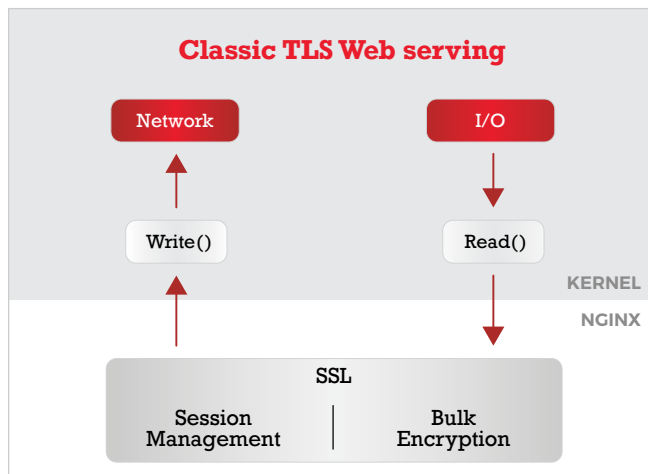 Classic TLS Web serving
Network
I/O
Write()
Read()
KERNEL
NGINX
SSL
Session
Management
Bulk
Encryption